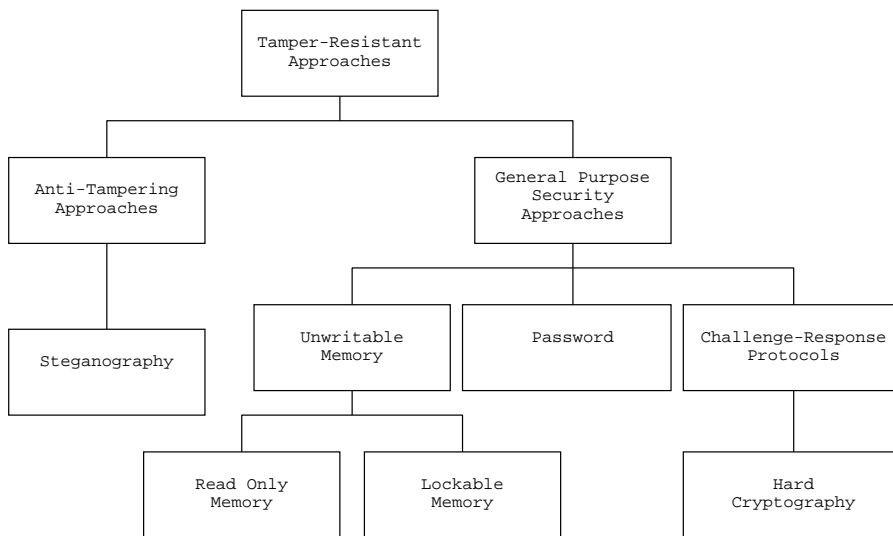 Tamper-Resistant
Approaches
Anti-Tampering
Approaches
General Purpose
Security
Approaches
Steganography
Unwritable
Memory
Password
Challenge-Response
Protocols
Read Only
Memory
Lockable
Memory
Hard
Cryptography